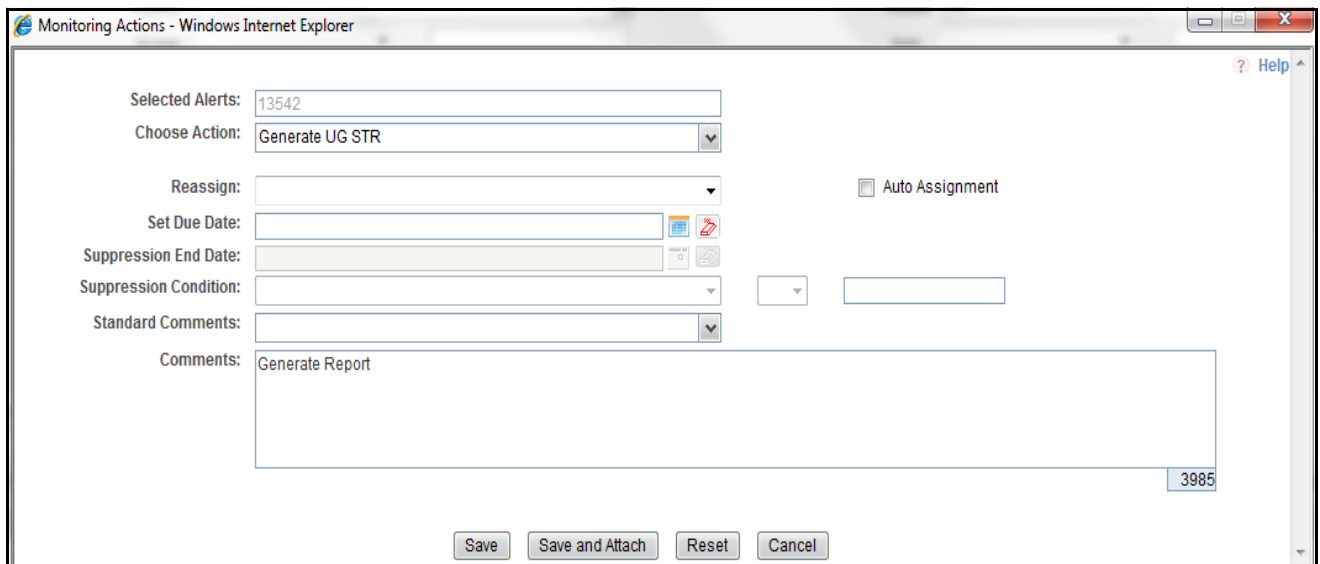 Monitoring Actions - Windows Internet Explorer
? Help
Selected Alerts: 13542
Choose Action: Generate UG STR
Reassign: Auto Assignment
Set Due Date:
Suppression End Date:
Suppression Condition:
Standard Comments:
Comments: Generate Report
3985
Save Save and Attach Reset Cancel